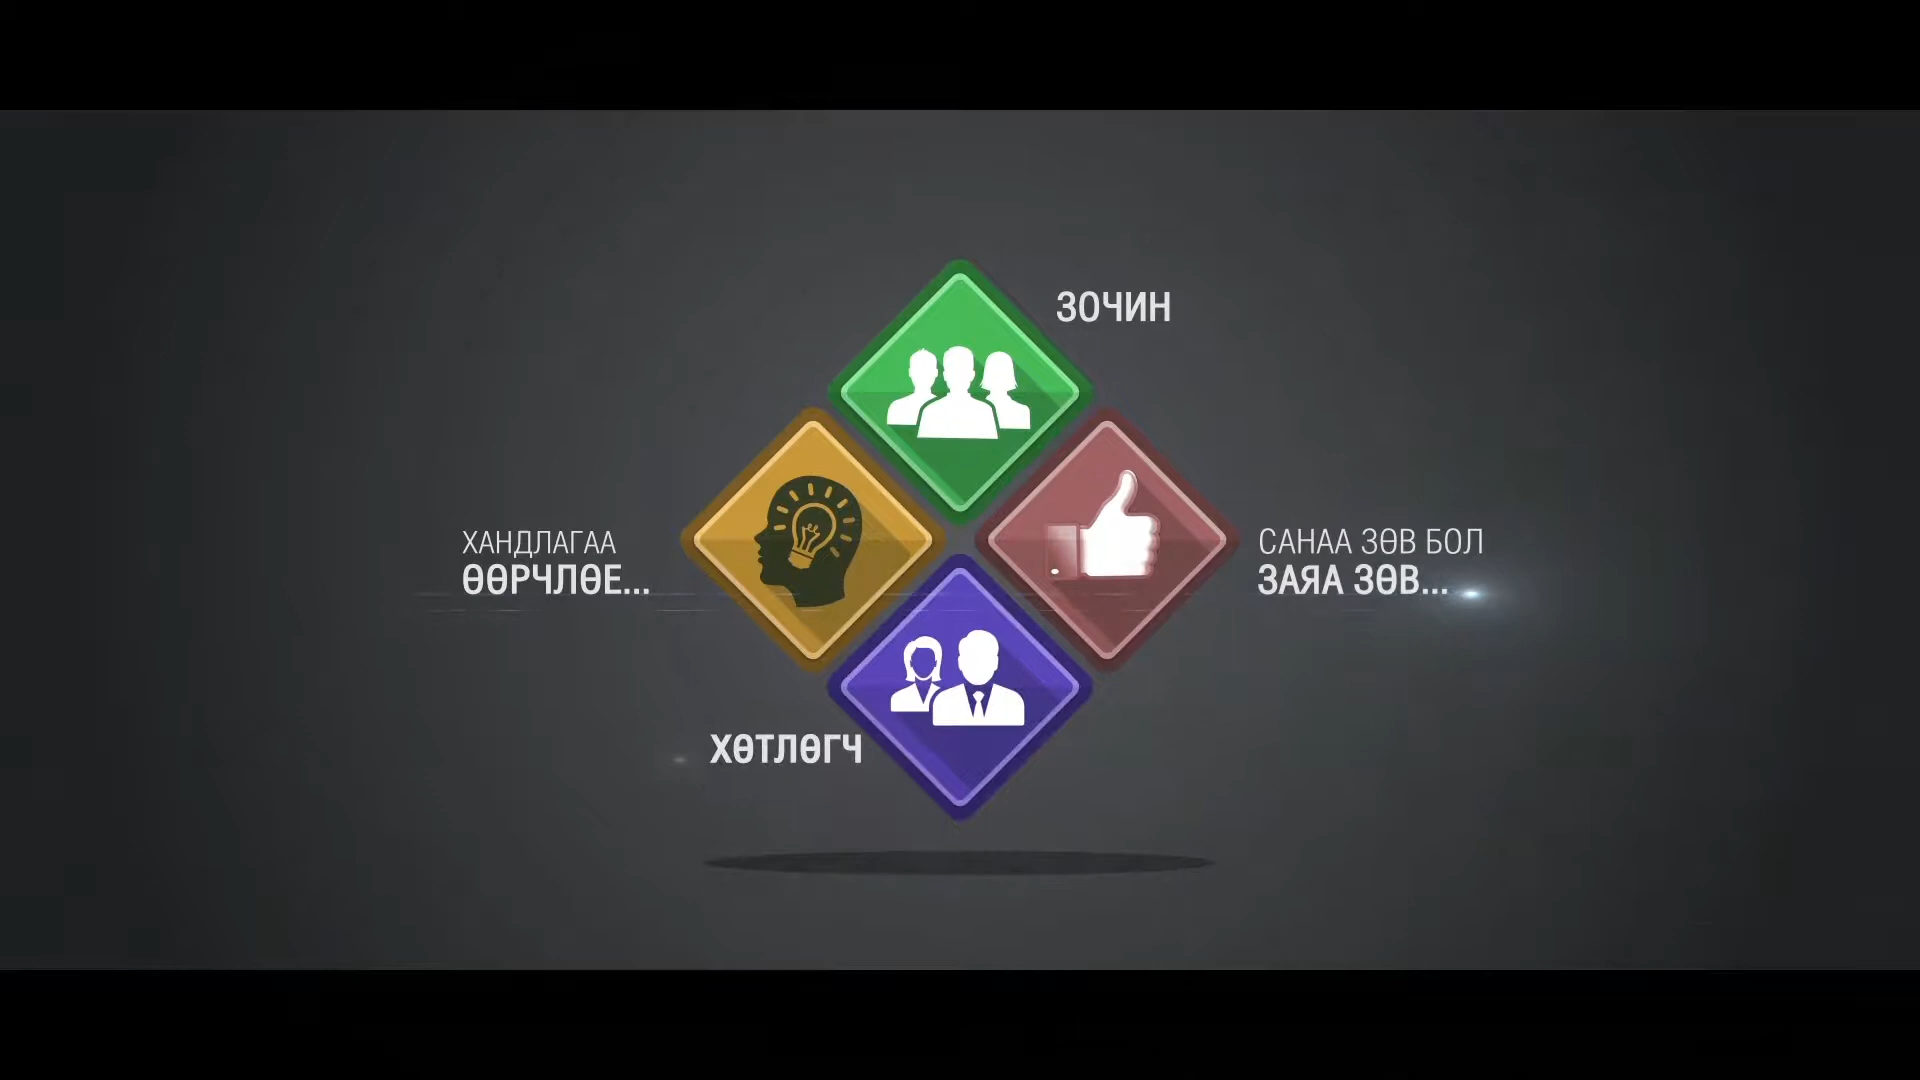 ЗОЧИН
ХАНДЛАГАА
ӨӨРЧЛӨЕ...
САНАА ЗӨВ БОЛ
ЗАЯА ЗӨВ...
ХӨТЛӨГЧ